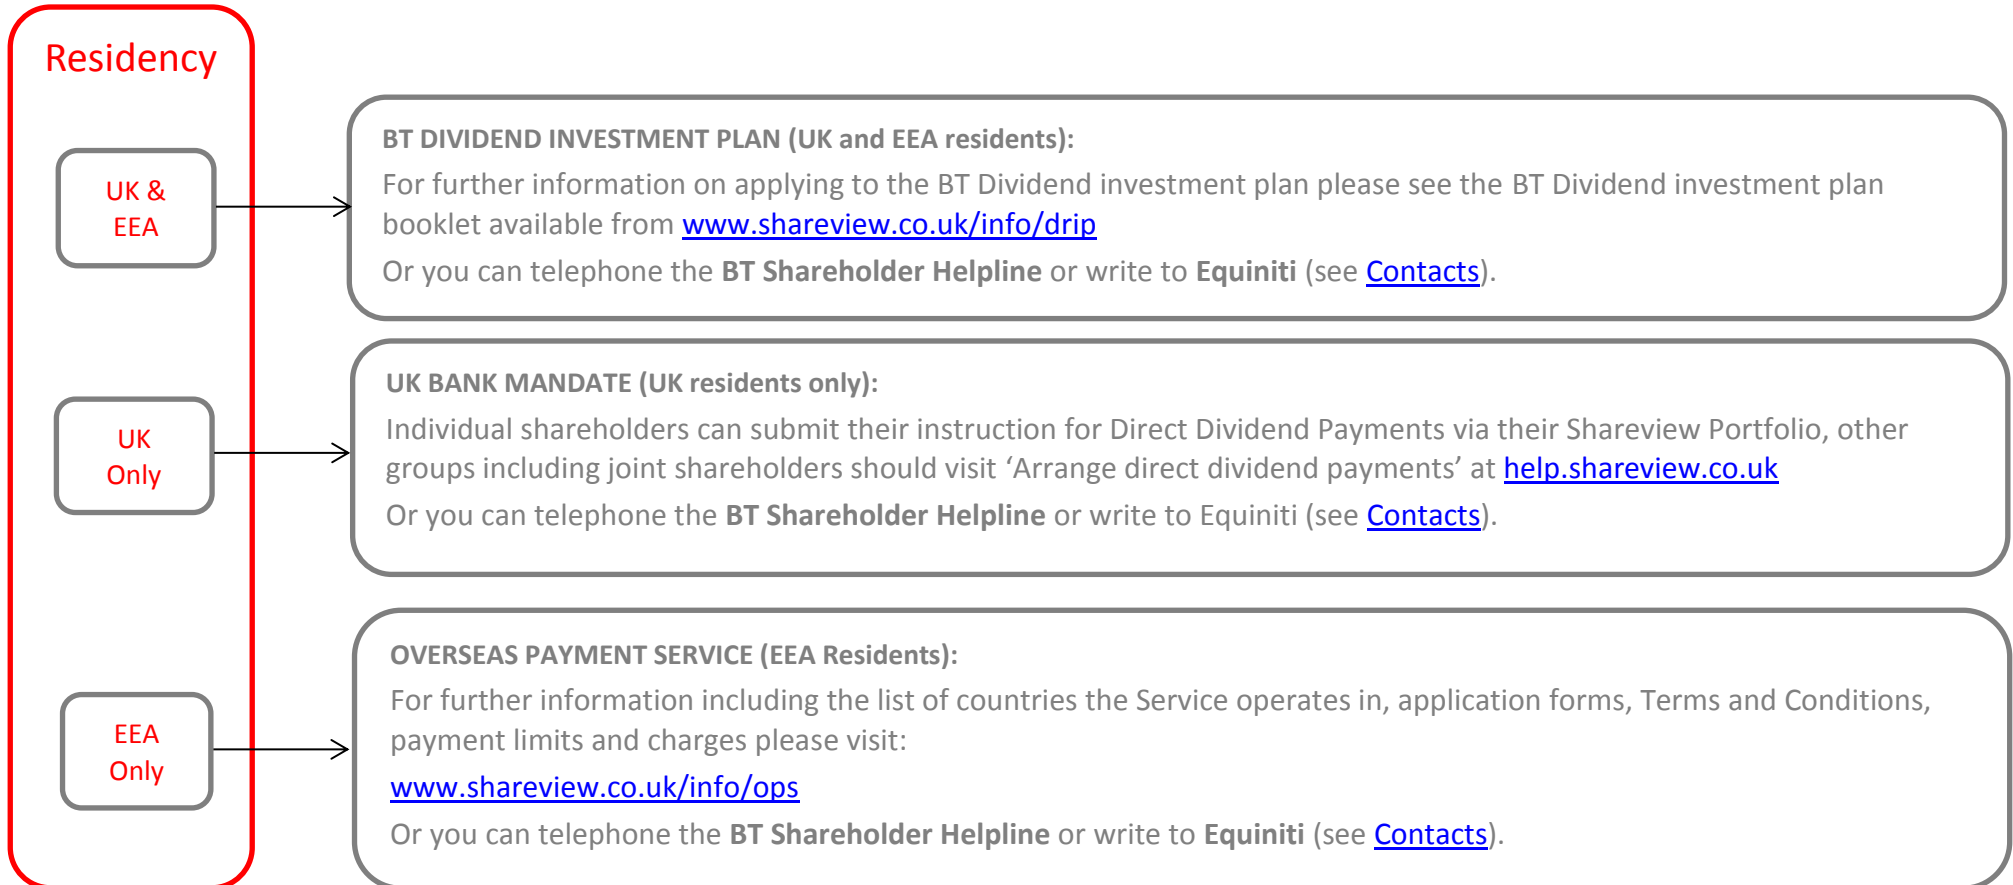 Residency
UK &
EEA
BT DIVIDEND INVESTMENT PLAN (UK and EEA residents):
For further information on applying to the BT Dividend investment plan please see the BT Dividend investment plan
booklet available from www.shareview.co.uk/info/drip
Or you can telephone the BT Shareholder Helpline or write to Equiniti (see Contacts).
UK
Only
UK BANK MANDATE (UK residents only):
Individual shareholders can submit their instruction for Direct Dividend Payments via their Shareview Portfolio, other
groups including joint shareholders should visit ‘Arrange direct dividend payments’ at help.shareview.co.uk
Or you can telephone the BT Shareholder Helpline or write to Equiniti (see Contacts).
EEA
Only
OVERSEAS PAYMENT SERVICE (EEA Residents):
For further information including the list of countries the Service operates in, application forms, Terms and Conditions,
payment limits and charges please visit:
www.shareview.co.uk/info/ops
Or you can telephone the BT Shareholder Helpline or write to Equiniti (see Contacts).